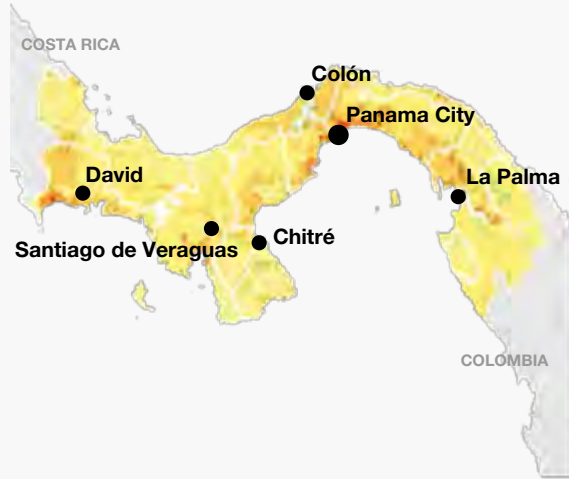 COSTA RICA
Colón
Panama City
David
La Palma
Santiago de Veraguas
Chitré
COLOMBIA